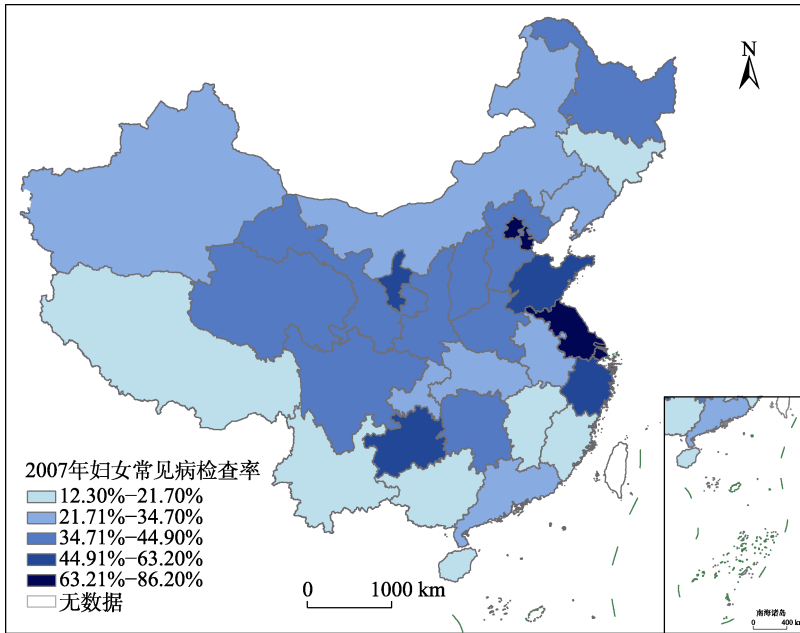 N
2007年妇女常见病检查率
12.30%−21.70%
21.71%−34.70%
34.71%−44.90%
44.91%−63.20%
63.21%−86.20%
无数据
0 1000 km
南海诸岛
0 400 km